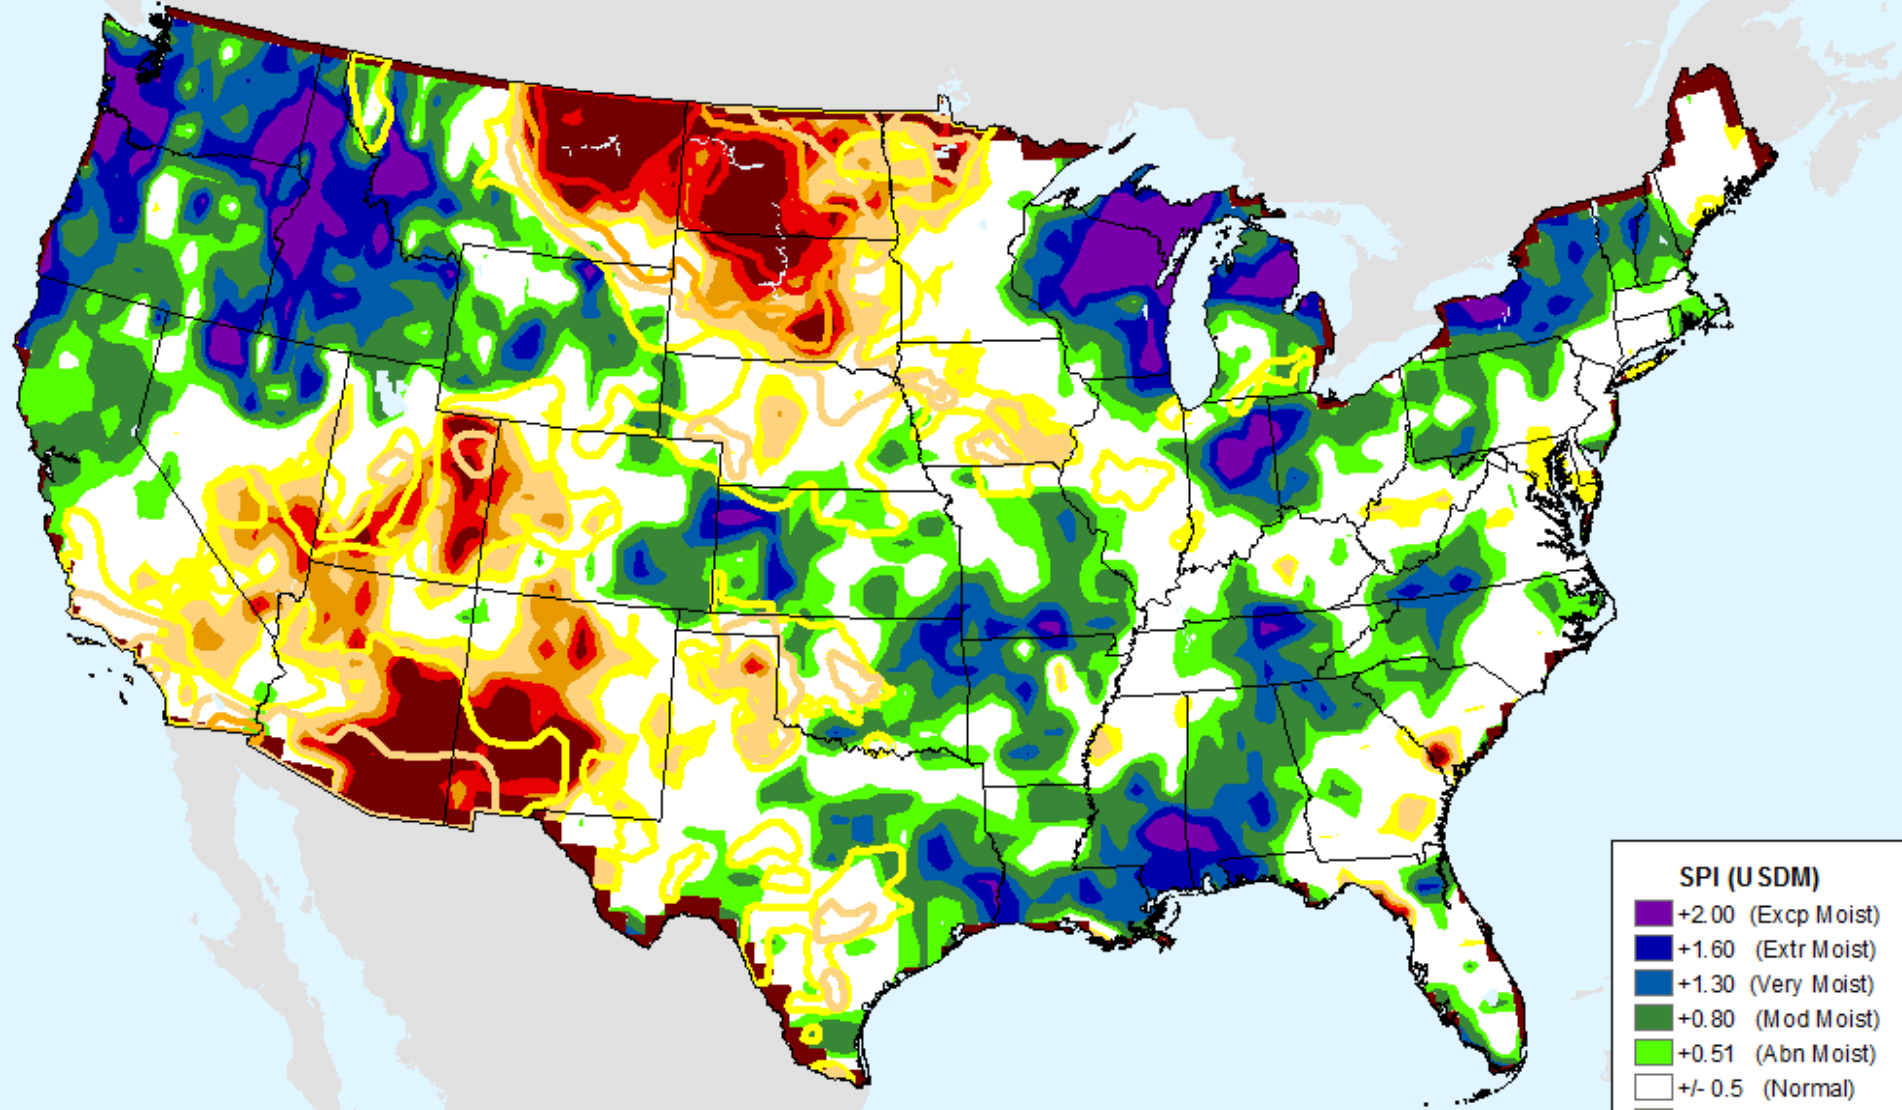 SPI (USDM)
+2.00 (Excp Moist)
+1.60 (Extr Moist)
+1.30 (Very Moist)
+0.80 (Mod Moist)
+0.51 (Abn Moist)
+/- 0.5 (Normal)